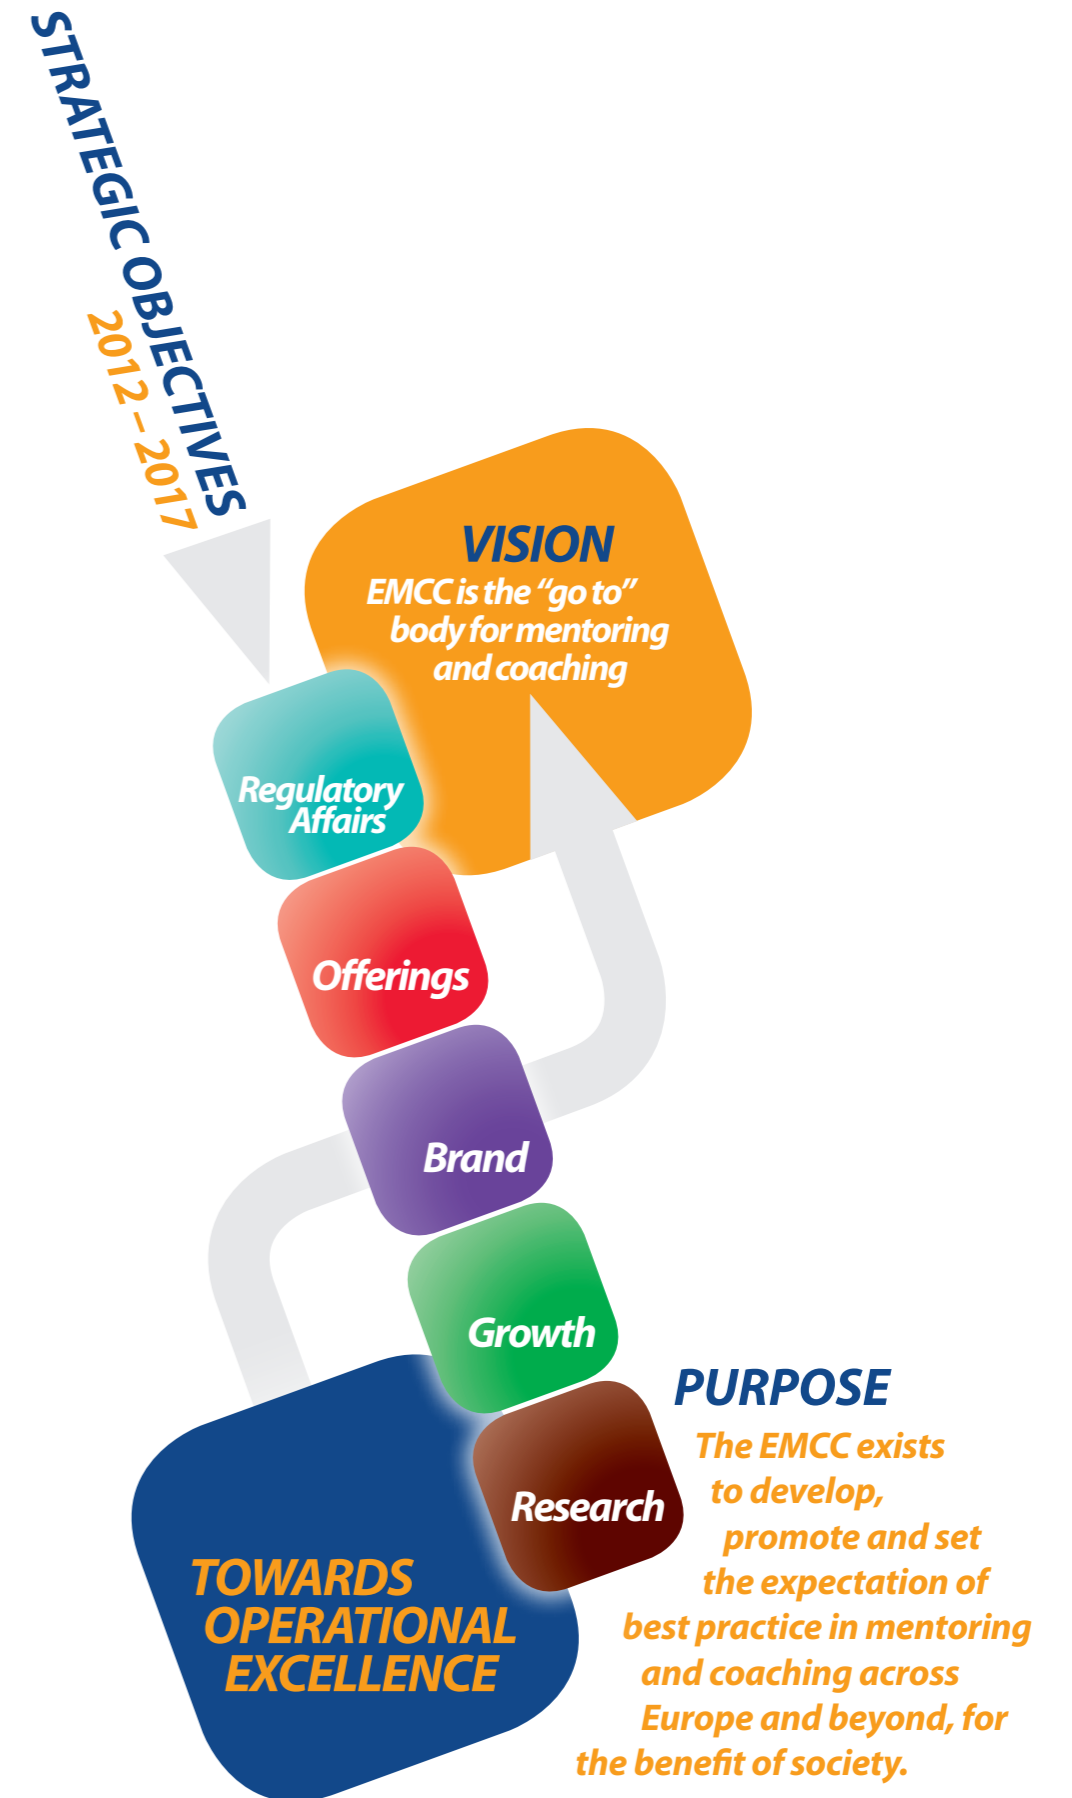 STRATEGIC OBJECTIVES
2012 – 2017
VISION
EMCC is the “go to”
body for mentoring
and coaching
Regulatory
Affairs
Offerings
Brand
Growth
Research
PURPOSE
The EMCC exists
to develop,
promote and set
the expectation of
best practice in mentoring
and coaching across
Europe and beyond, for
the benefit of society.
TOWARDS
OPERATIONAL
EXCELLENCE